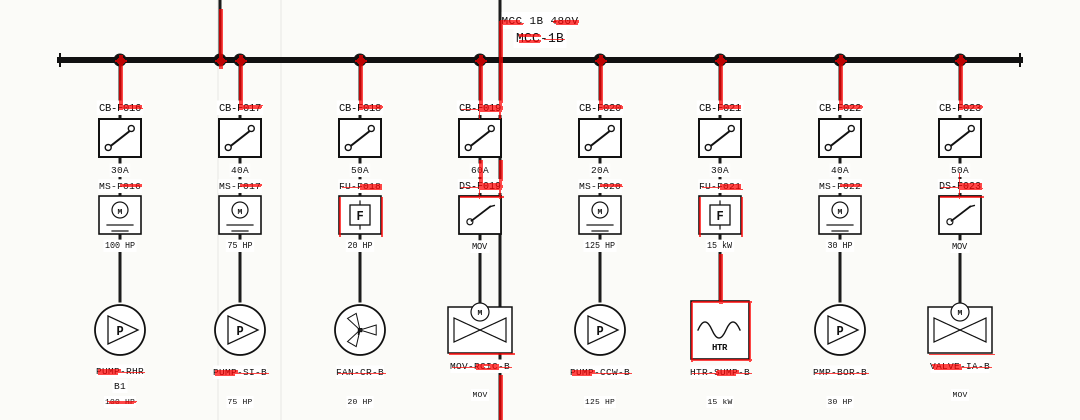 MCC 1B 480V
MCC-1B
CB-F016 CB-F017 CB-F018 CB-F019 CB-F020 CB-F021 CB-F022 CB-F023
30A 40A 50A 60A 20A 30A 40A 50A
MS-F016 MS-F017 FU-F018 DS-F019 MS-F020 FU-F021 MS-F022 DS-F023
M M F M F M
100 HP 75 HP 20 HP MOV 125 HP 15 kW 30 HP MOV
M M
P P P P
HTR
PUMP-RHR PUMP-SI-B FAN-CR-B MOV-RCIC-B PUMP-CCW-B HTR-SUMP-B PMP-BOR-B VALVE-IA-B
B1
100 HP 75 HP 20 HP MOV 125 HP 15 kW 30 HP MOV